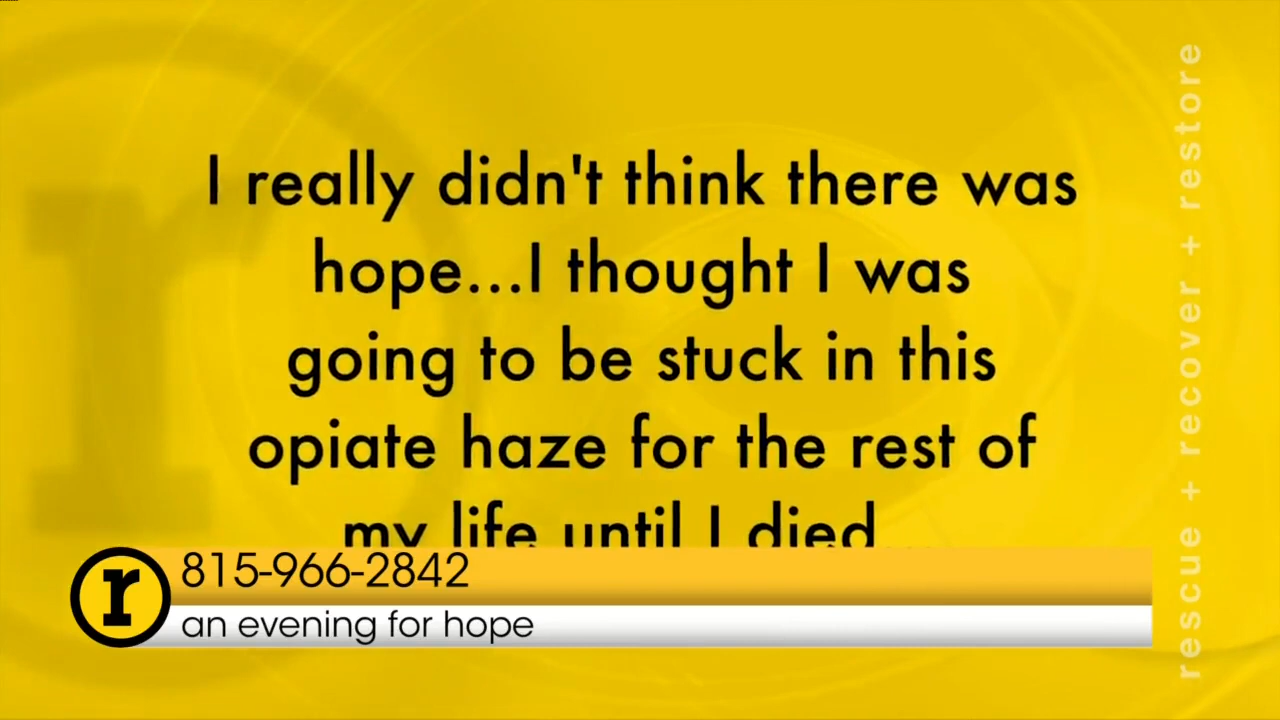 I really didn't think there was
hope...I thought I was
going to be stuck in this
opiate haze for the rest of
my life until I died...
r
815-966-2842
an evening for hope
rescue + recover + restore